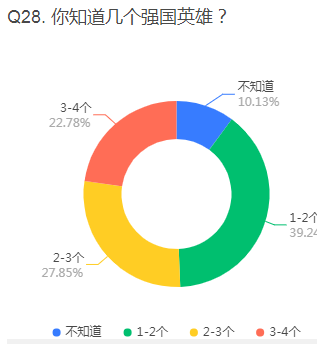 Q28. 你知道几个强国英雄？
不知道
10.13%
3-4个
22.78%
1-2个
39.24
2-3个
27.85%
不知道 1-2个 2-3个 3-4个